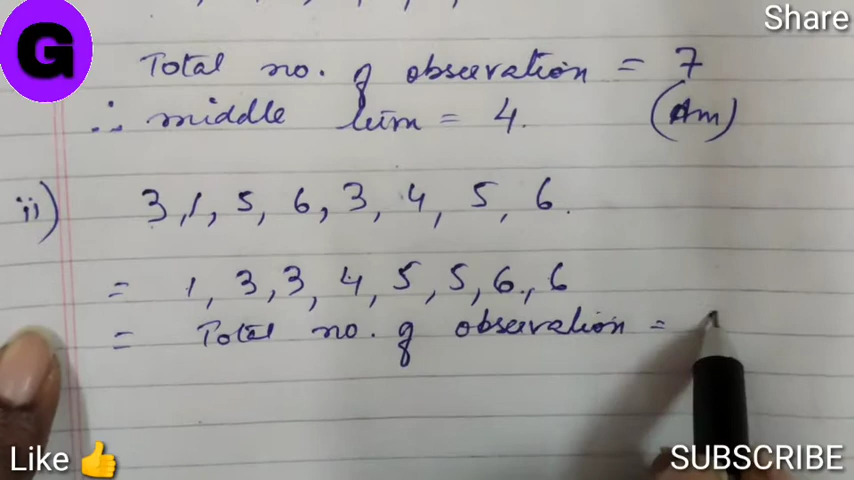 Share
G
Total no. of observation = 7
∴ middle term = 4. (Am)
ii) 3, 1, 5, 6, 3, 4, 5, 6.
= 1, 3, 3, 4, 5, 5, 6, 6
= Total no. of observation =
Like 👍
SUBSCRIBE